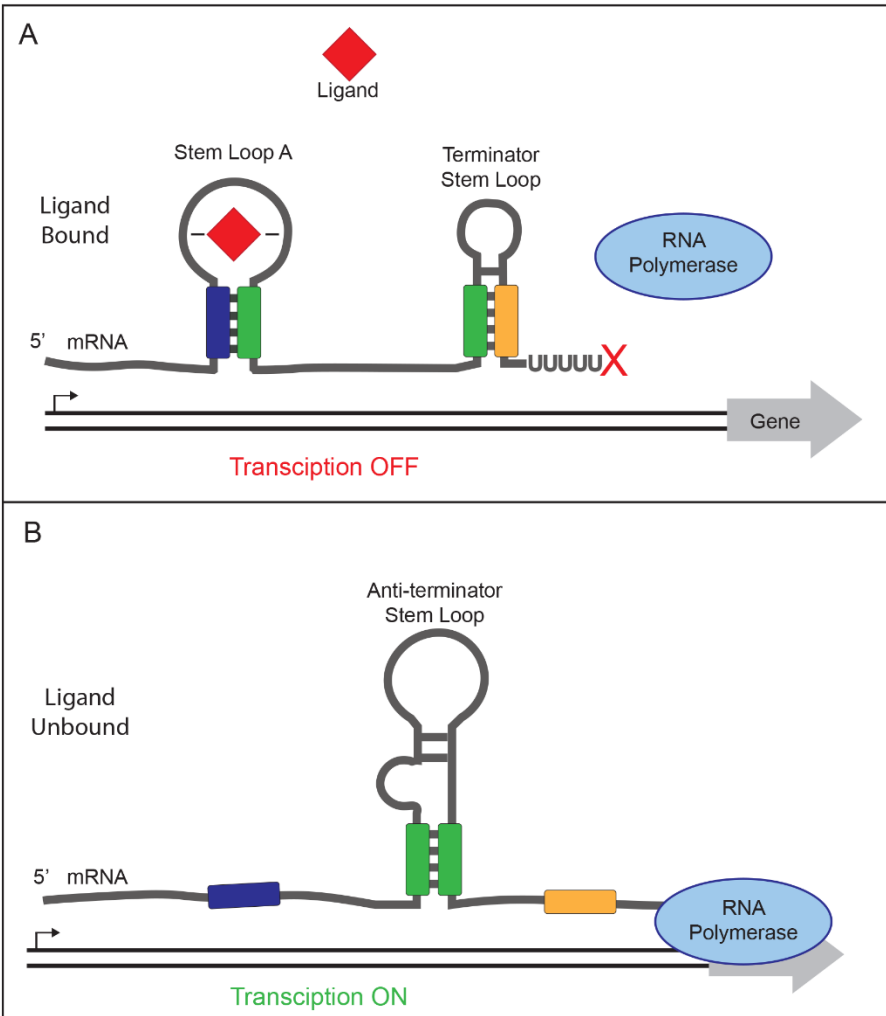 A
Ligand
Stem Loop A
Terminator
Stem Loop
Ligand
Bound
RNA
Polymerase
5’ mRNA
UUUUUX
Gene
Transciption OFF
B
Anti-terminator
Stem Loop
Ligand
Unbound
5’ mRNA
RNA
Polymerase
Transciption ON